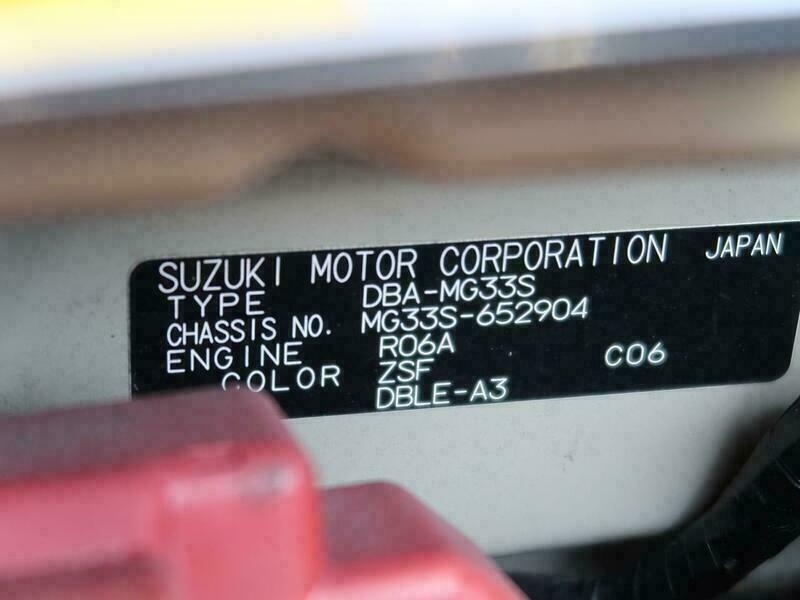 SUZUKI MOTOR CORPORATION JAPAN
TYPE DBA-MG33S
CHASSIS NO. MG33S-652904
ENGINE R06A
COLOR ZSF C06
DBLE-A3